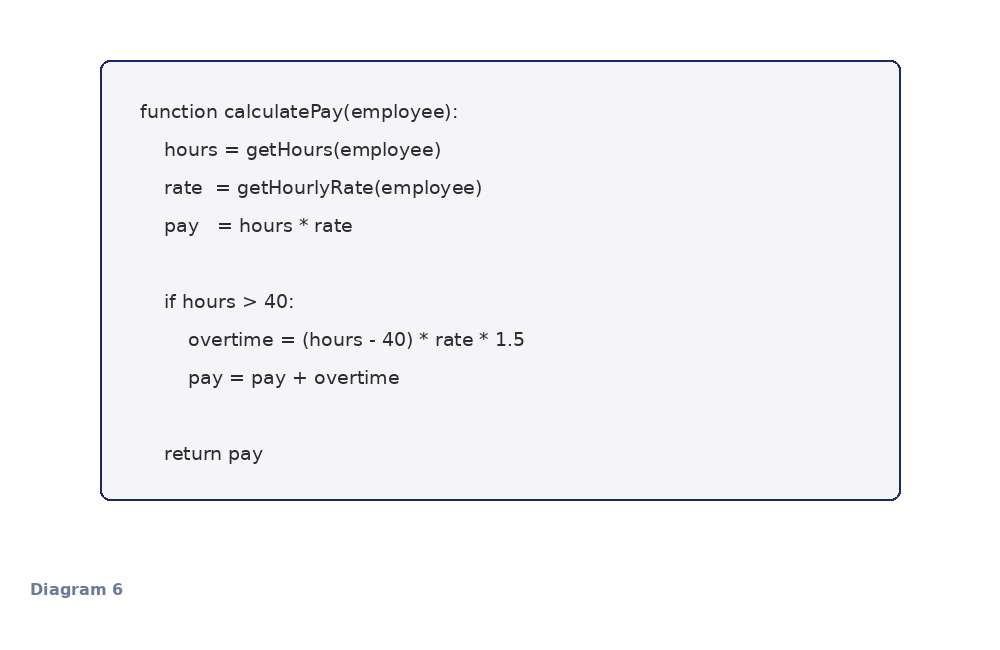 function calculatePay(employee):
    hours = getHours(employee)
    rate  = getHourlyRate(employee)
    pay   = hours * rate
    if hours > 40:
        overtime = (hours - 40) * rate * 1.5
        pay = pay + overtime
    return pay
Diagram 6